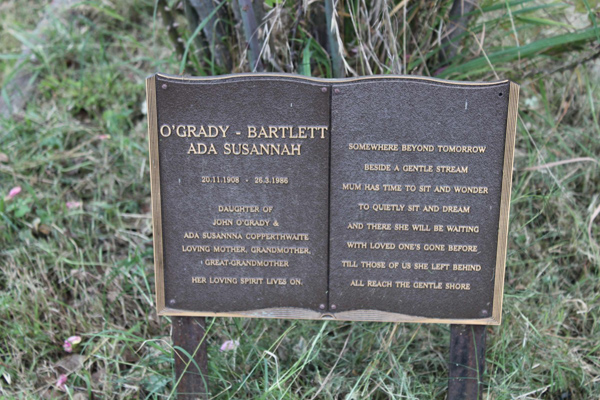 O'GRADY - BARTLETT
ADA SUSANNAH
20.11.1908 - 26.3.1986
DAUGHTER OF
JOHN O'GRADY &
ADA SUSANNNA COPPERTHWAITE
LOVING MOTHER, GRANDMOTHER,
GREAT-GRANDMOTHER
HER LOVING SPIRIT LIVES ON.
SOMEWHERE BEYOND TOMORROW
BESIDE A GENTLE STREAM
MUM HAS TIME TO SIT AND WONDER
TO QUIETLY SIT AND DREAM
AND THERE SHE WILL BE WAITING
WITH LOVED ONE'S GONE BEFORE
TILL THOSE OF US SHE LEFT BEHIND
ALL REACH THE GENTLE SHORE